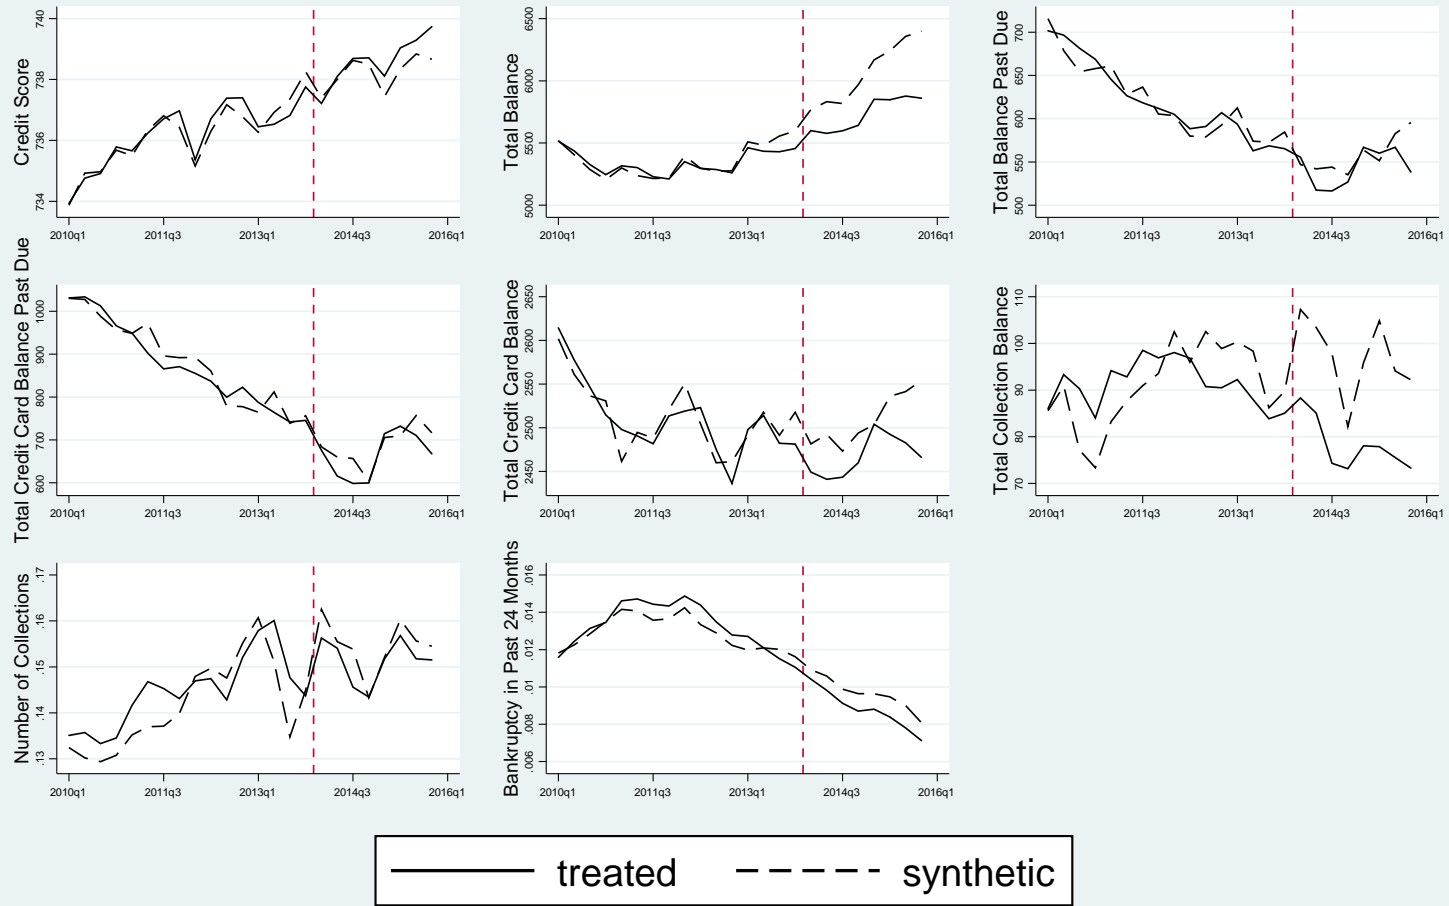 Credit Score
740
738
736
734
2010q1 2011q3 2013q1 2014q3 2016q1
Total Balance
6500
6000
5500
5000
2010q1 2011q3 2013q1 2014q3 2016q1
Total Balance Past Due
700
650
600
550
500
2010q1 2011q3 2013q1 2014q3 2016q1
Total Credit Card Balance Past Due
1000
900
800
700
600
2010q1 2011q3 2013q1 2014q3 2016q1
Total Credit Card Balance
2650
2600
2550
2500
2450
2010q1 2011q3 2013q1 2014q3 2016q1
Total Collection Balance
110
100
90
80
70
2010q1 2011q3 2013q1 2014q3 2016q1
Number of Collections
.17
.16
.15
.14
.13
2010q1 2011q3 2013q1 2014q3 2016q1
Bankruptcy in Past 24 Months
.016
.014
.012
.01
.008
.006
2010q1 2011q3 2013q1 2014q3 2016q1
treated synthetic